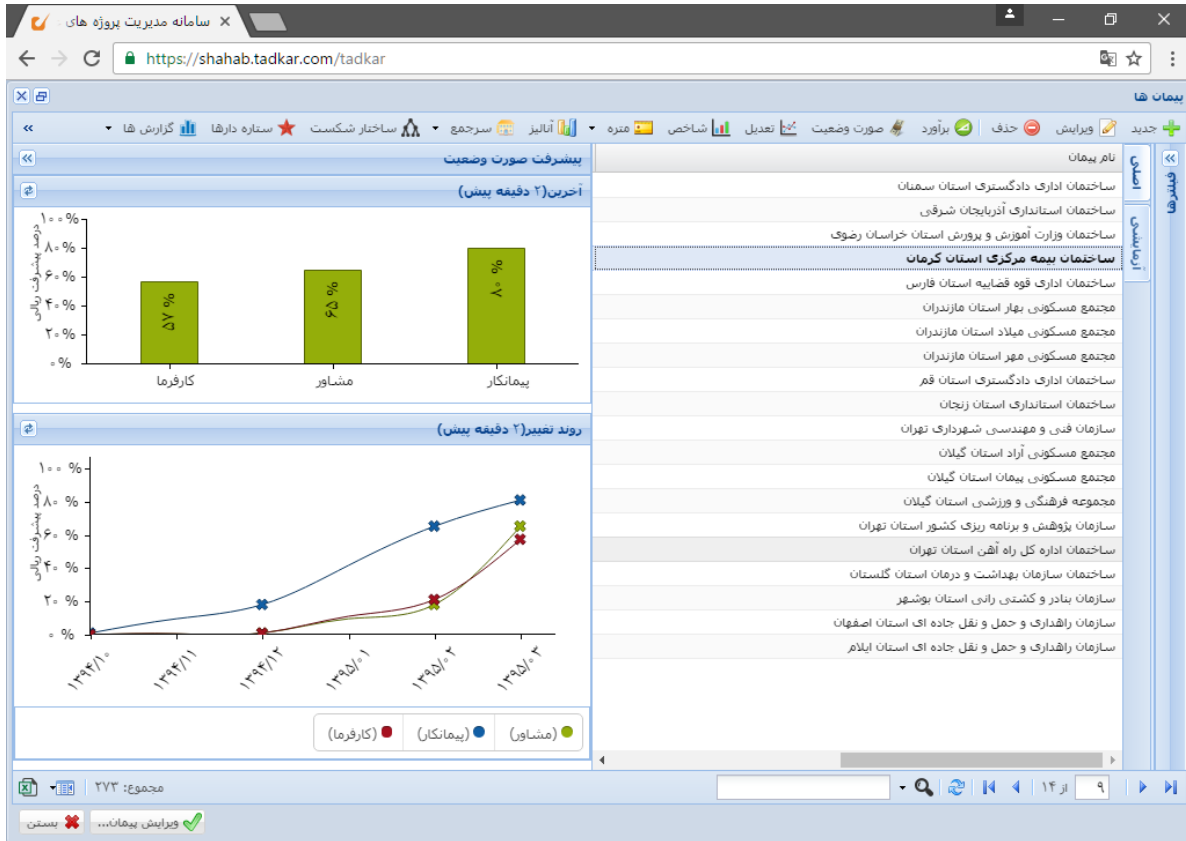 سامانه مدیریت پروژه های
https://shahab.tadkar.com/tadkar
پیمان ها
جدید ویرایش حذف برآورد صورت وضعیت تعدیل شاخص متره آنالیز سرجمع ساختار شکست ستاره دارها گزارش ها
فیلترها
اصلی
آزمایشی
نام پیمان
ساختمان اداری دادگستری استان سمنان
ساختمان استانداری آذربایجان شرقی
ساختمان وزارت آموزش و پرورش استان خراسان رضوی
ساختمان بیمه مرکزی استان کرمان
ساختمان اداری قوه قضاییه استان فارس
مجتمع مسکونی بهار استان مازندران
مجتمع مسکونی میلاد استان مازندران
مجتمع مسکونی مهر استان مازندران
ساختمان اداری دادگستری استان قم
ساختمان استانداری استان زنجان
سازمان فنی و مهندسی شهرداری تهران
مجتمع مسکونی آراد استان گیلان
مجتمع مسکونی پیمان استان گیلان
مجموعه فرهنگی و ورزشی استان گیلان
سازمان پژوهش و برنامه ریزی کشور استان تهران
ساختمان اداره کل راه آهن استان تهران
ساختمان سازمان بهداشت و درمان استان گلستان
سازمان بنادر و کشتی رانی استان بوشهر
سازمان راهداری و حمل و نقل جاده ای استان اصفهان
سازمان راهداری و حمل و نقل جاده ای استان ایلام
پیشرفت صورت وضعیت
آخرین(۲ دقیقه پیش)
درصد پیشرفت ریالی
۱۰۰%
۸۰%
۶۰%
۴۰%
۲۰%
۰%
۵۷ %
۶۵ %
۸۰ %
کارفرما مشاور پیمانکار
روند تغییر(۲ دقیقه پیش)
درصد پیشرفت ریالی
۱۰۰ %
۸۰ %
۶۰ %
۴۰ %
۲۰ %
۰ %
۱۳۹۴/۱۰ ۱۳۹۴/۱۱ ۱۳۹۴/۱۲ ۱۳۹۵/۰۱ ۱۳۹۵/۰۲ ۱۳۹۵/۰۳
(مشاور) (پیمانکار) (کارفرما)
۹ از ۱۴
مجموع: ۲۷۳
ویرایش پیمان... بستن